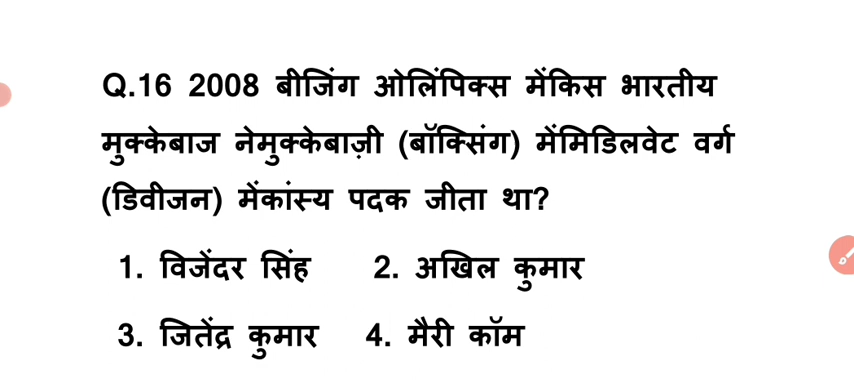 Q.16 2008 बीजिंग ओलिंपिक्स मेंकिस भारतीय
मुक्केबाज नेमुक्केबाज़ी (बॉक्सिंग) मेंमिडिलवेट वर्ग
(डिवीजन) मेंकांस्य पदक जीता था?
1. विजेंदर सिंह 2. अखिल कुमार
3. जितेंद्र कुमार 4. मैरी कॉम